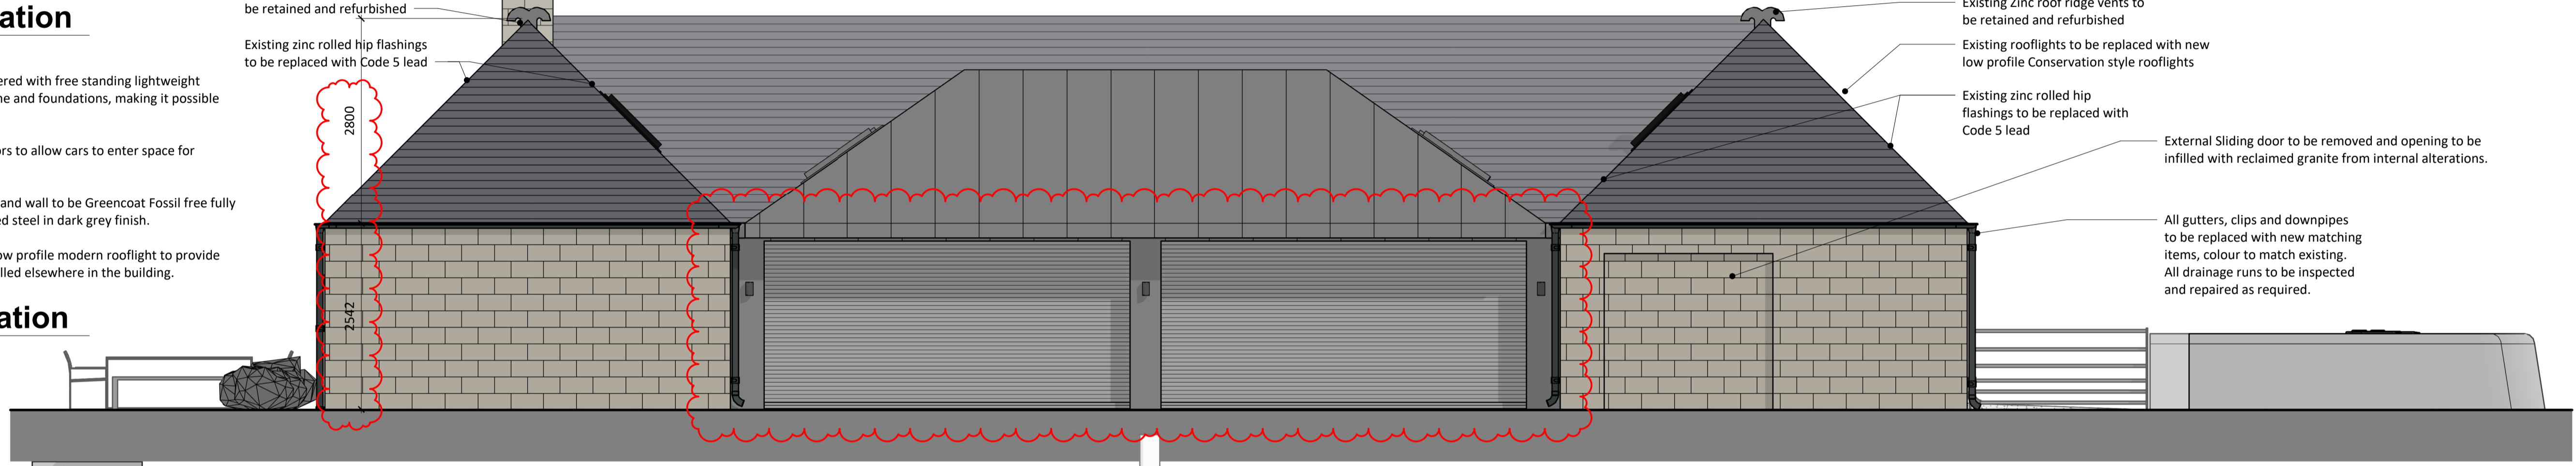 ation
ered with free standing lightweight
ne and foundations, making it possible
ors to allow cars to enter space for
and wall to be Greencoat Fossil free fully
ed steel in dark grey finish.
ow profile modern rooflight to provide
lled elsewhere in the building.
ation
be retained and refurbished
Existing zinc rolled hip flashings
to be replaced with Code 5 lead
2800
2542
Existing Zinc roof ridge vents to
be retained and refurbished
Existing rooflights to be replaced with new
low profile Conservation style rooflights
Existing zinc rolled hip
flashings to be replaced with
Code 5 lead
External Sliding door to be removed and opening to be
infilled with reclaimed granite from internal alterations.
All gutters, clips and downpipes
to be replaced with new matching
items, colour to match existing.
All drainage runs to be inspected
and repaired as required.